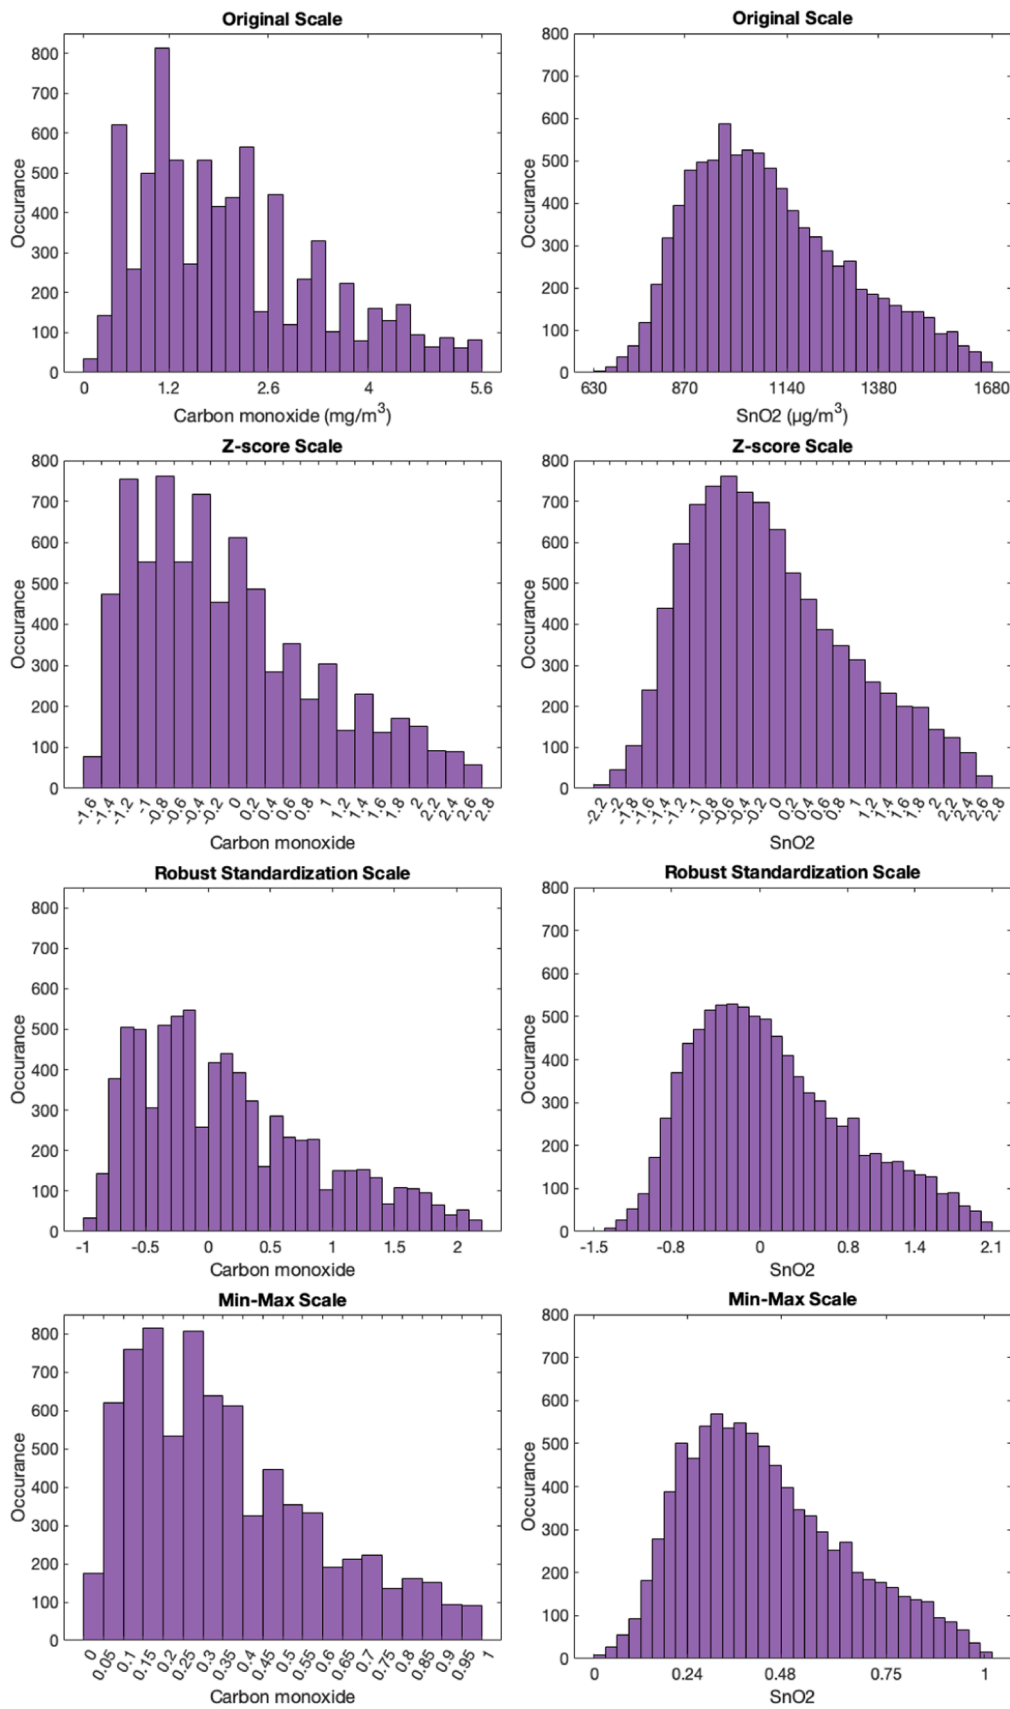 Original Scale
800
700
600
500
400
300
200
100
0
Occurance
0 1.2 2.6 4 5.6
Carbon monoxide (mg/m³)
Original Scale
800
700
600
500
400
300
200
100
0
Occurance
630 870 1140 1380 1680
SnO2 (µg/m³)
Z-score Scale
800
700
600
500
400
300
200
100
0
Occurance
-1.6 -1.4 -1.2 -1 -0.8 -0.6 -0.4 -0.2 0 0.2 0.4 0.6 0.8 1 1.2 1.4 1.6 1.8 2 2.2 2.4 2.6 2.8
Carbon monoxide
Z-score Scale
800
700
600
500
400
300
200
100
0
Occurance
-2.2 -2 -1.8 -1.6 -1.4 -1.2 -1 -0.8 -0.6 -0.4 -0.2 0 0.2 0.4 0.6 0.8 1 1.2 1.4 1.6 1.8 2 2.2 2.4 2.6 2.8
SnO2
Robust Standardization Scale
800
700
600
500
400
300
200
100
0
Occurance
-1 -0.5 0 0.5 1 1.5 2
Carbon monoxide
Robust Standardization Scale
800
700
600
500
400
300
200
100
0
Occurance
-1.5 -0.8 0 0.8 1.4 2.1
SnO2
Min-Max Scale
800
700
600
500
400
300
200
100
0
Occurance
0 0.05 0.1 0.15 0.2 0.25 0.3 0.35 0.4 0.45 0.5 0.55 0.6 0.65 0.7 0.75 0.8 0.85 0.9 0.95 1
Carbon monoxide
Min-Max Scale
800
700
600
500
400
300
200
100
0
Occurance
0 0.24 0.48 0.75 1
SnO2